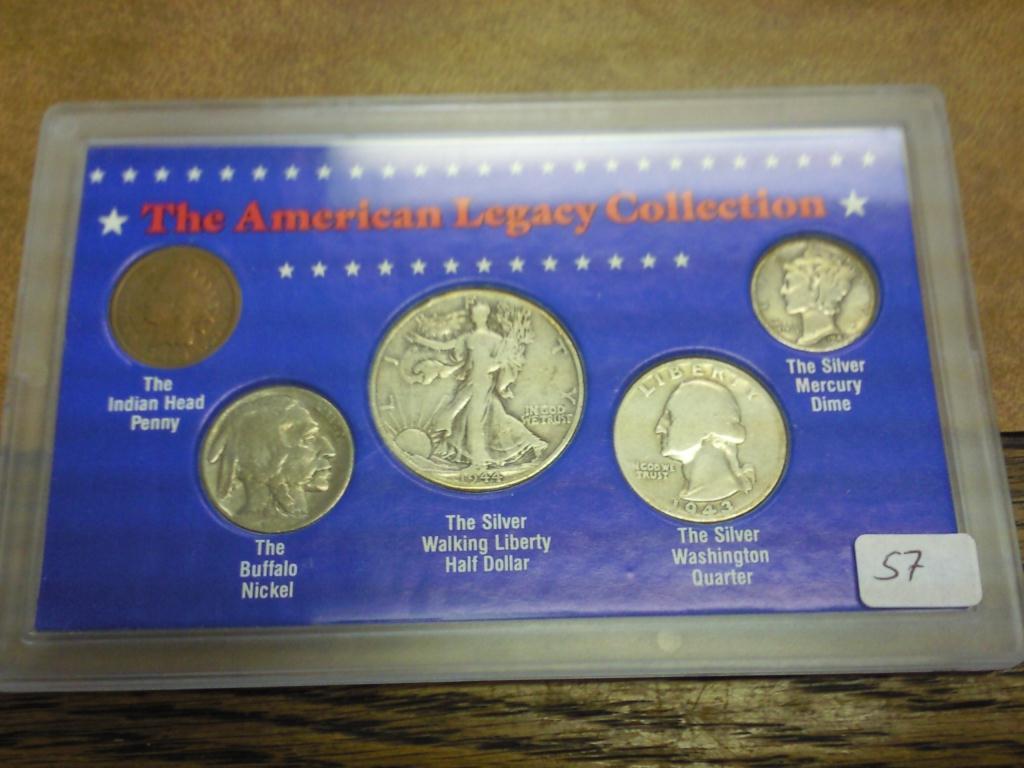 The American Legacy Collection
The
Indian Head
Penny
The
Buffalo
Nickel
LIBERTY
IN GOD
WE TRUST
1944
The Silver
Walking Liberty
Half Dollar
LIBERTY
IN GOD WE
TRUST
1943
The Silver
Washington
Quarter
The Silver
Mercury
Dime
57